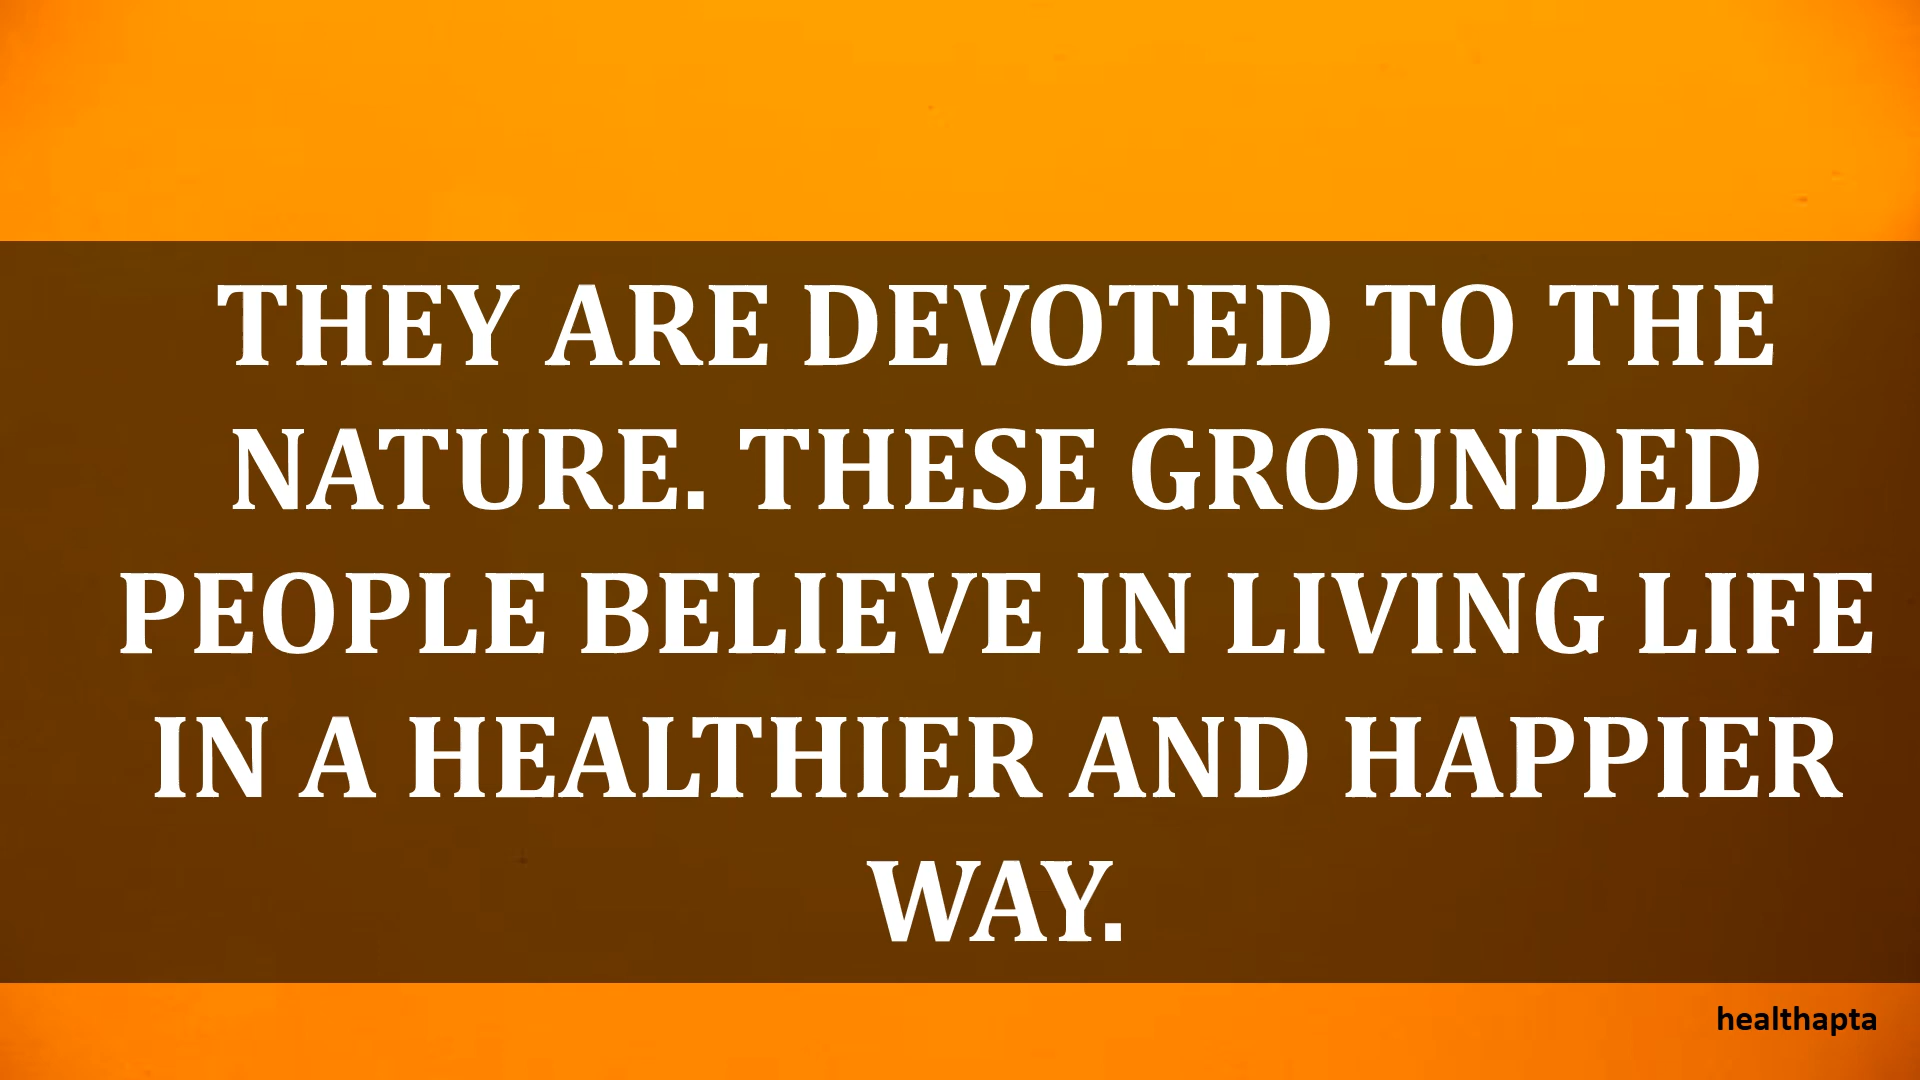 THEY ARE DEVOTED TO THE
NATURE. THESE GROUNDED
PEOPLE BELIEVE IN LIVING LIFE
IN A HEALTHIER AND HAPPIER
WAY.
healthapta